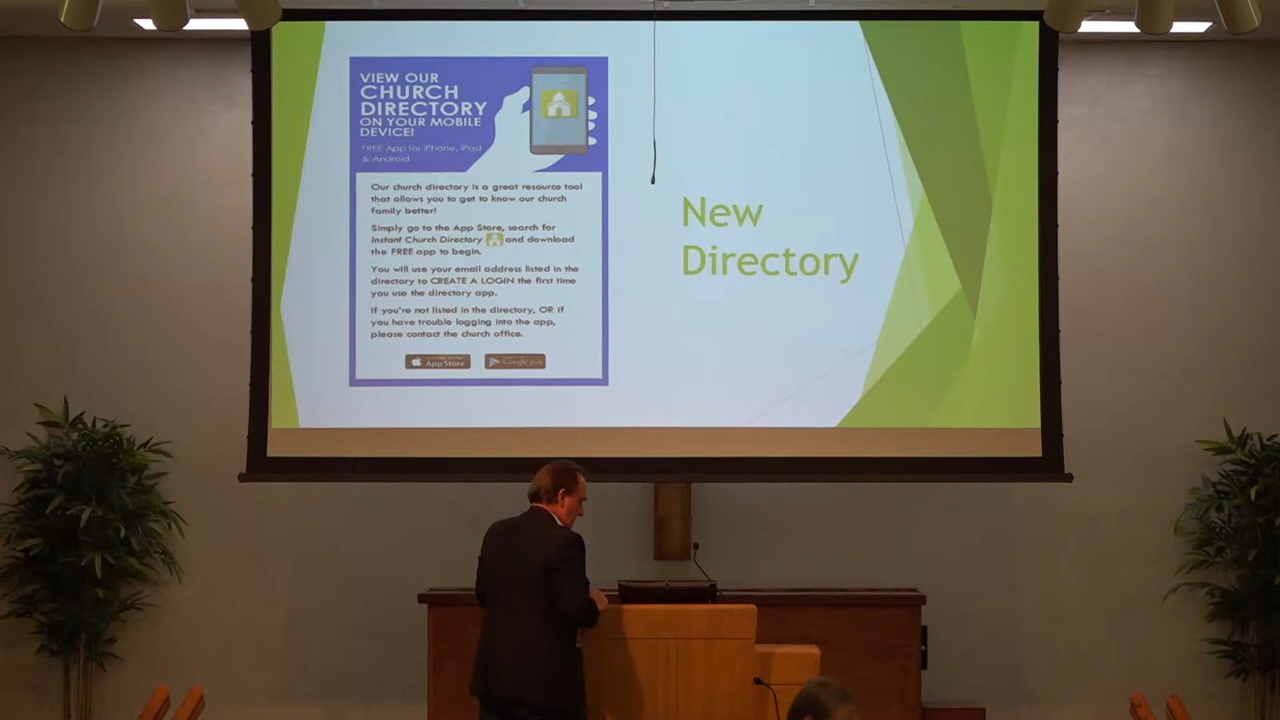 VIEW OUR
CHURCH
DIRECTORY
ON YOUR MOBILE
DEVICE!
FREE App for iPhone, iPad
& Android
Our church directory is a great resource tool
that allows you to get to know our church
family better!
Simply go to the App Store, search for
Instant Church Directory and download
the FREE app to begin.
You will use your email address listed in the
directory to CREATE A LOGIN the first time
you use the directory app.
If you're not listed in the directory, OR if
you have trouble logging into the app,
please contact the church office.
App Store
Google play
New
Directory